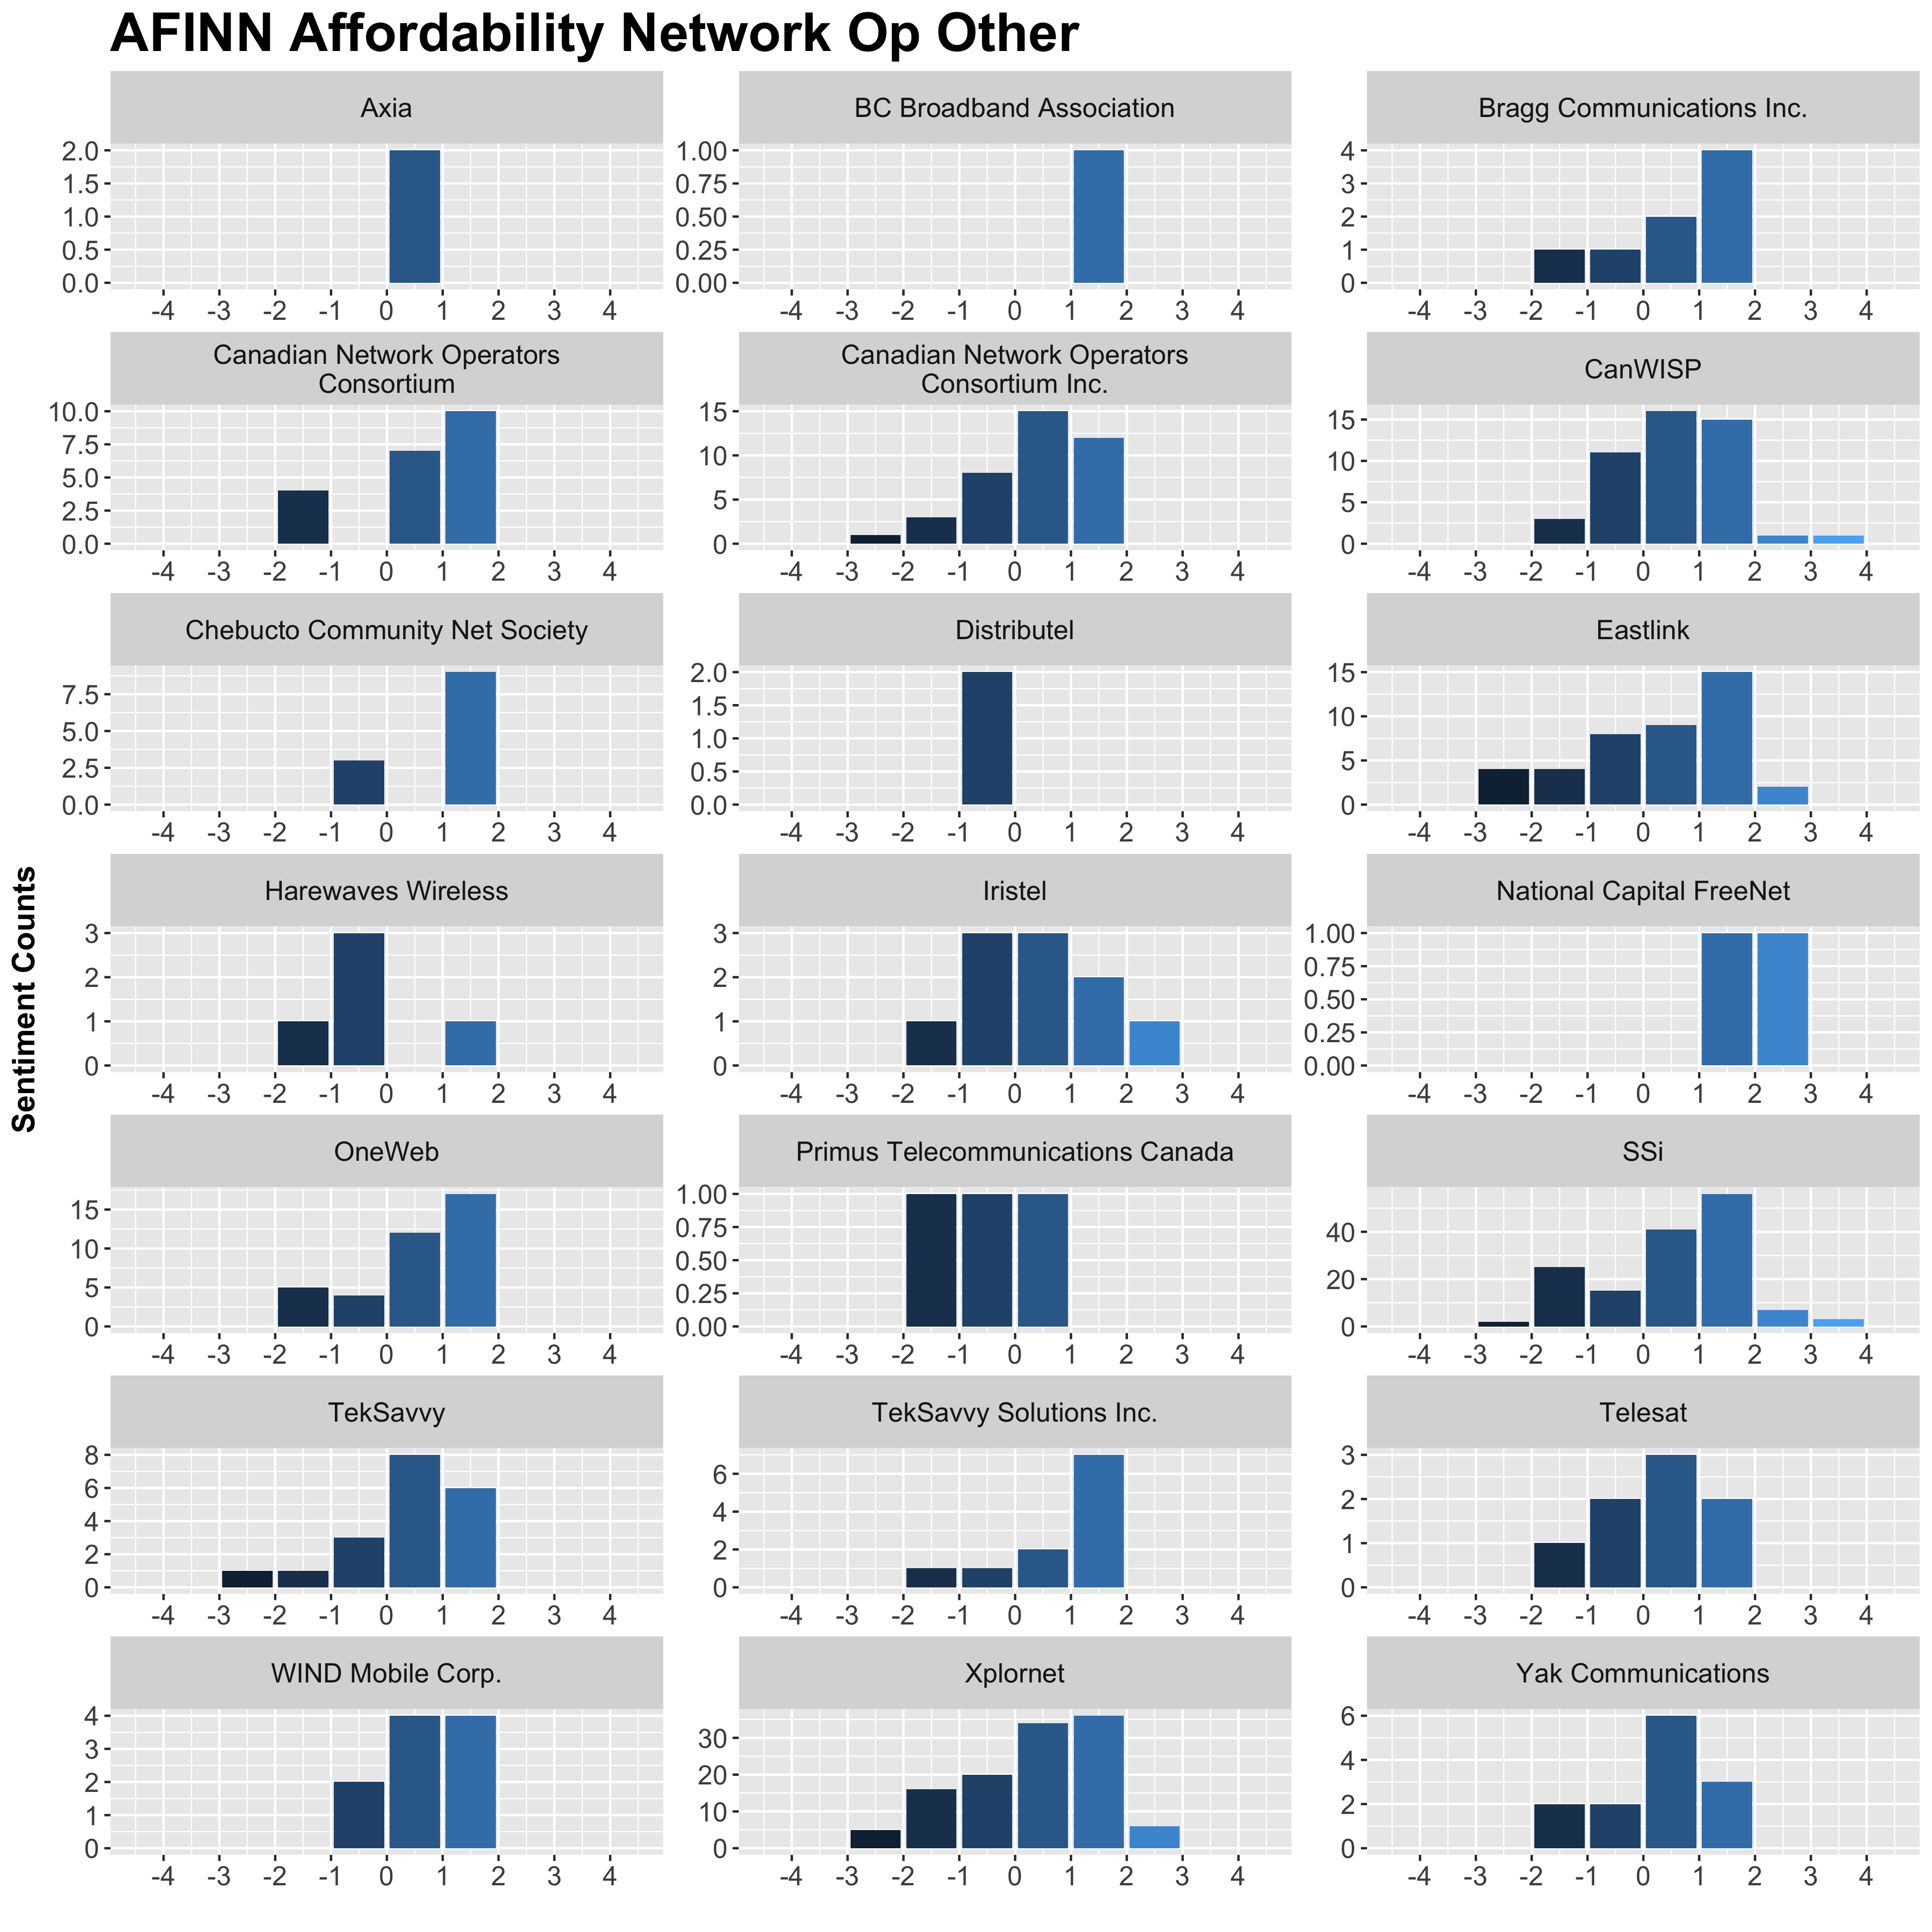 AFINN Affordability Network Op Other
Sentiment Counts
Axia
2.0
1.5
1.0
0.5
0.0
-4 -3 -2 -1 0 1 2 3 4
BC Broadband Association
1.00
0.75
0.50
0.25
0.00
-4 -3 -2 -1 0 1 2 3 4
Bragg Communications Inc.
4
3
2
1
0
-4 -3 -2 -1 0 1 2 3 4
Canadian Network Operators
Consortium
10.0
7.5
5.0
2.5
0.0
-4 -3 -2 -1 0 1 2 3 4
Canadian Network Operators
Consortium Inc.
15
10
5
0
-4 -3 -2 -1 0 1 2 3 4
CanWISP
15
10
5
0
-4 -3 -2 -1 0 1 2 3 4
Chebucto Community Net Society
7.5
5.0
2.5
0.0
-4 -3 -2 -1 0 1 2 3 4
Distributel
2.0
1.5
1.0
0.5
0.0
-4 -3 -2 -1 0 1 2 3 4
Eastlink
15
10
5
0
-4 -3 -2 -1 0 1 2 3 4
Harewaves Wireless
3
2
1
0
-4 -3 -2 -1 0 1 2 3 4
Iristel
3
2
1
0
-4 -3 -2 -1 0 1 2 3 4
National Capital FreeNet
1.00
0.75
0.50
0.25
0.00
-4 -3 -2 -1 0 1 2 3 4
OneWeb
15
10
5
0
-4 -3 -2 -1 0 1 2 3 4
Primus Telecommunications Canada
1.00
0.75
0.50
0.25
0.00
-4 -3 -2 -1 0 1 2 3 4
SSi
40
20
0
-4 -3 -2 -1 0 1 2 3 4
TekSavvy
8
6
4
2
0
-4 -3 -2 -1 0 1 2 3 4
TekSavvy Solutions Inc.
6
4
2
0
-4 -3 -2 -1 0 1 2 3 4
Telesat
3
2
1
0
-4 -3 -2 -1 0 1 2 3 4
WIND Mobile Corp.
4
3
2
1
0
-4 -3 -2 -1 0 1 2 3 4
Xplornet
30
20
10
0
-4 -3 -2 -1 0 1 2 3 4
Yak Communications
6
4
2
0
-4 -3 -2 -1 0 1 2 3 4